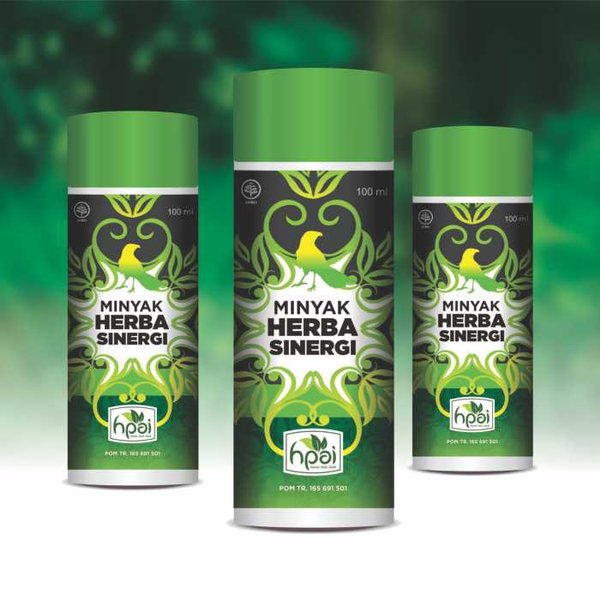 100 ml
MINYAK
HERBA
SINERGI
hpai
POM TR. 165 691 501
100 ml
MINYAK
HERBA
SINERGI
hpai
POM TR. 165 691 501
100 ml
MINYAK
HERBA
SINERGI
hpai
POM TR. 165 691 501